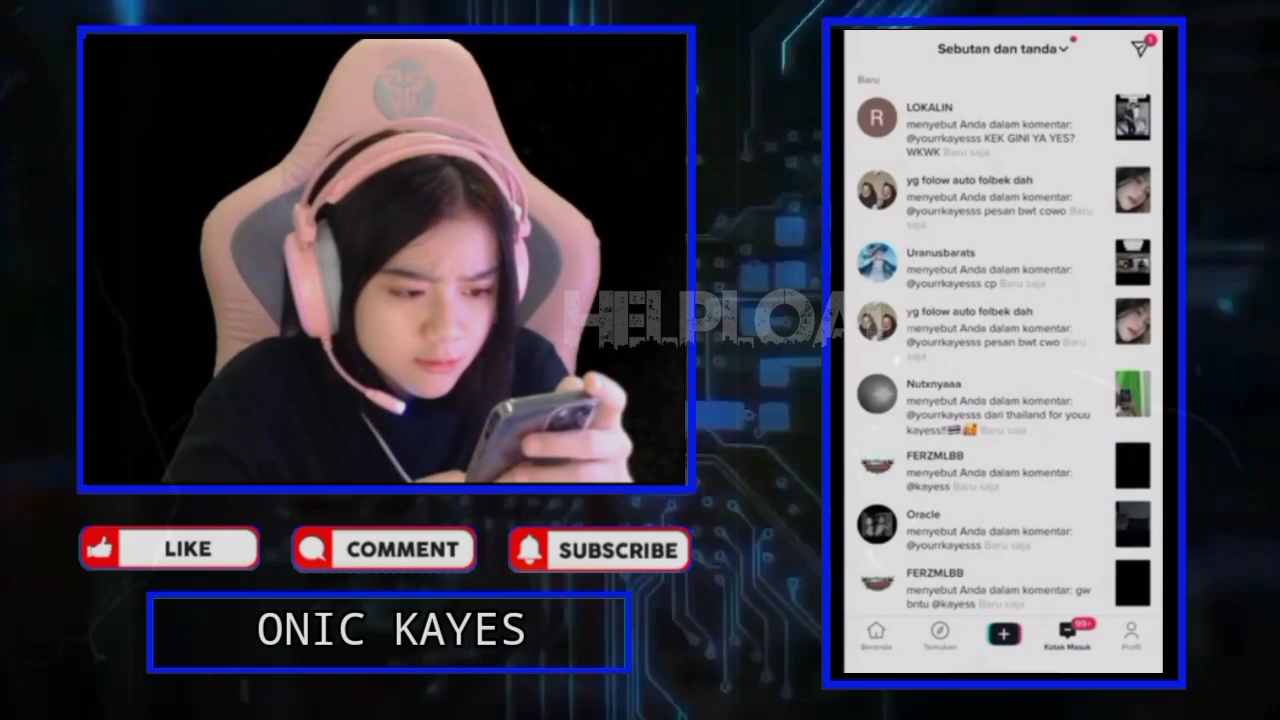 Sebutan dan tanda
1
Baru
R
LOKALIN
menyebut Anda dalam komentar:
@yourrkayesss KEK GINI YA YES?
WKWK Baru saja
yg folow auto folbek dah
menyebut Anda dalam komentar:
@yourrkayesss pesan bwt cowo Baru
saja
Uranusbarats
menyebut Anda dalam komentar:
@yourrkayesss cp Baru saja
yg folow auto folbek dah
menyebut Anda dalam komentar:
@yourrkayesss pesan bwt cwo Baru
saja
Nutxnyaaa
menyebut Anda dalam komentar:
@yourrkayesss dari thailand for youu
kayess!! Baru saja
FERZMLBB
menyebut Anda dalam komentar:
@kayess Baru saja
Oracle
menyebut Anda dalam komentar:
@yourrkayesss Baru saja
FERZMLBB
menyebut Anda dalam komentar: gw
bntu @kayess Baru saja
99+
Beranda Temukan Kotak Masuk Profil
HELPLOA
LIKE COMMENT SUBSCRIBE
ONIC KAYES